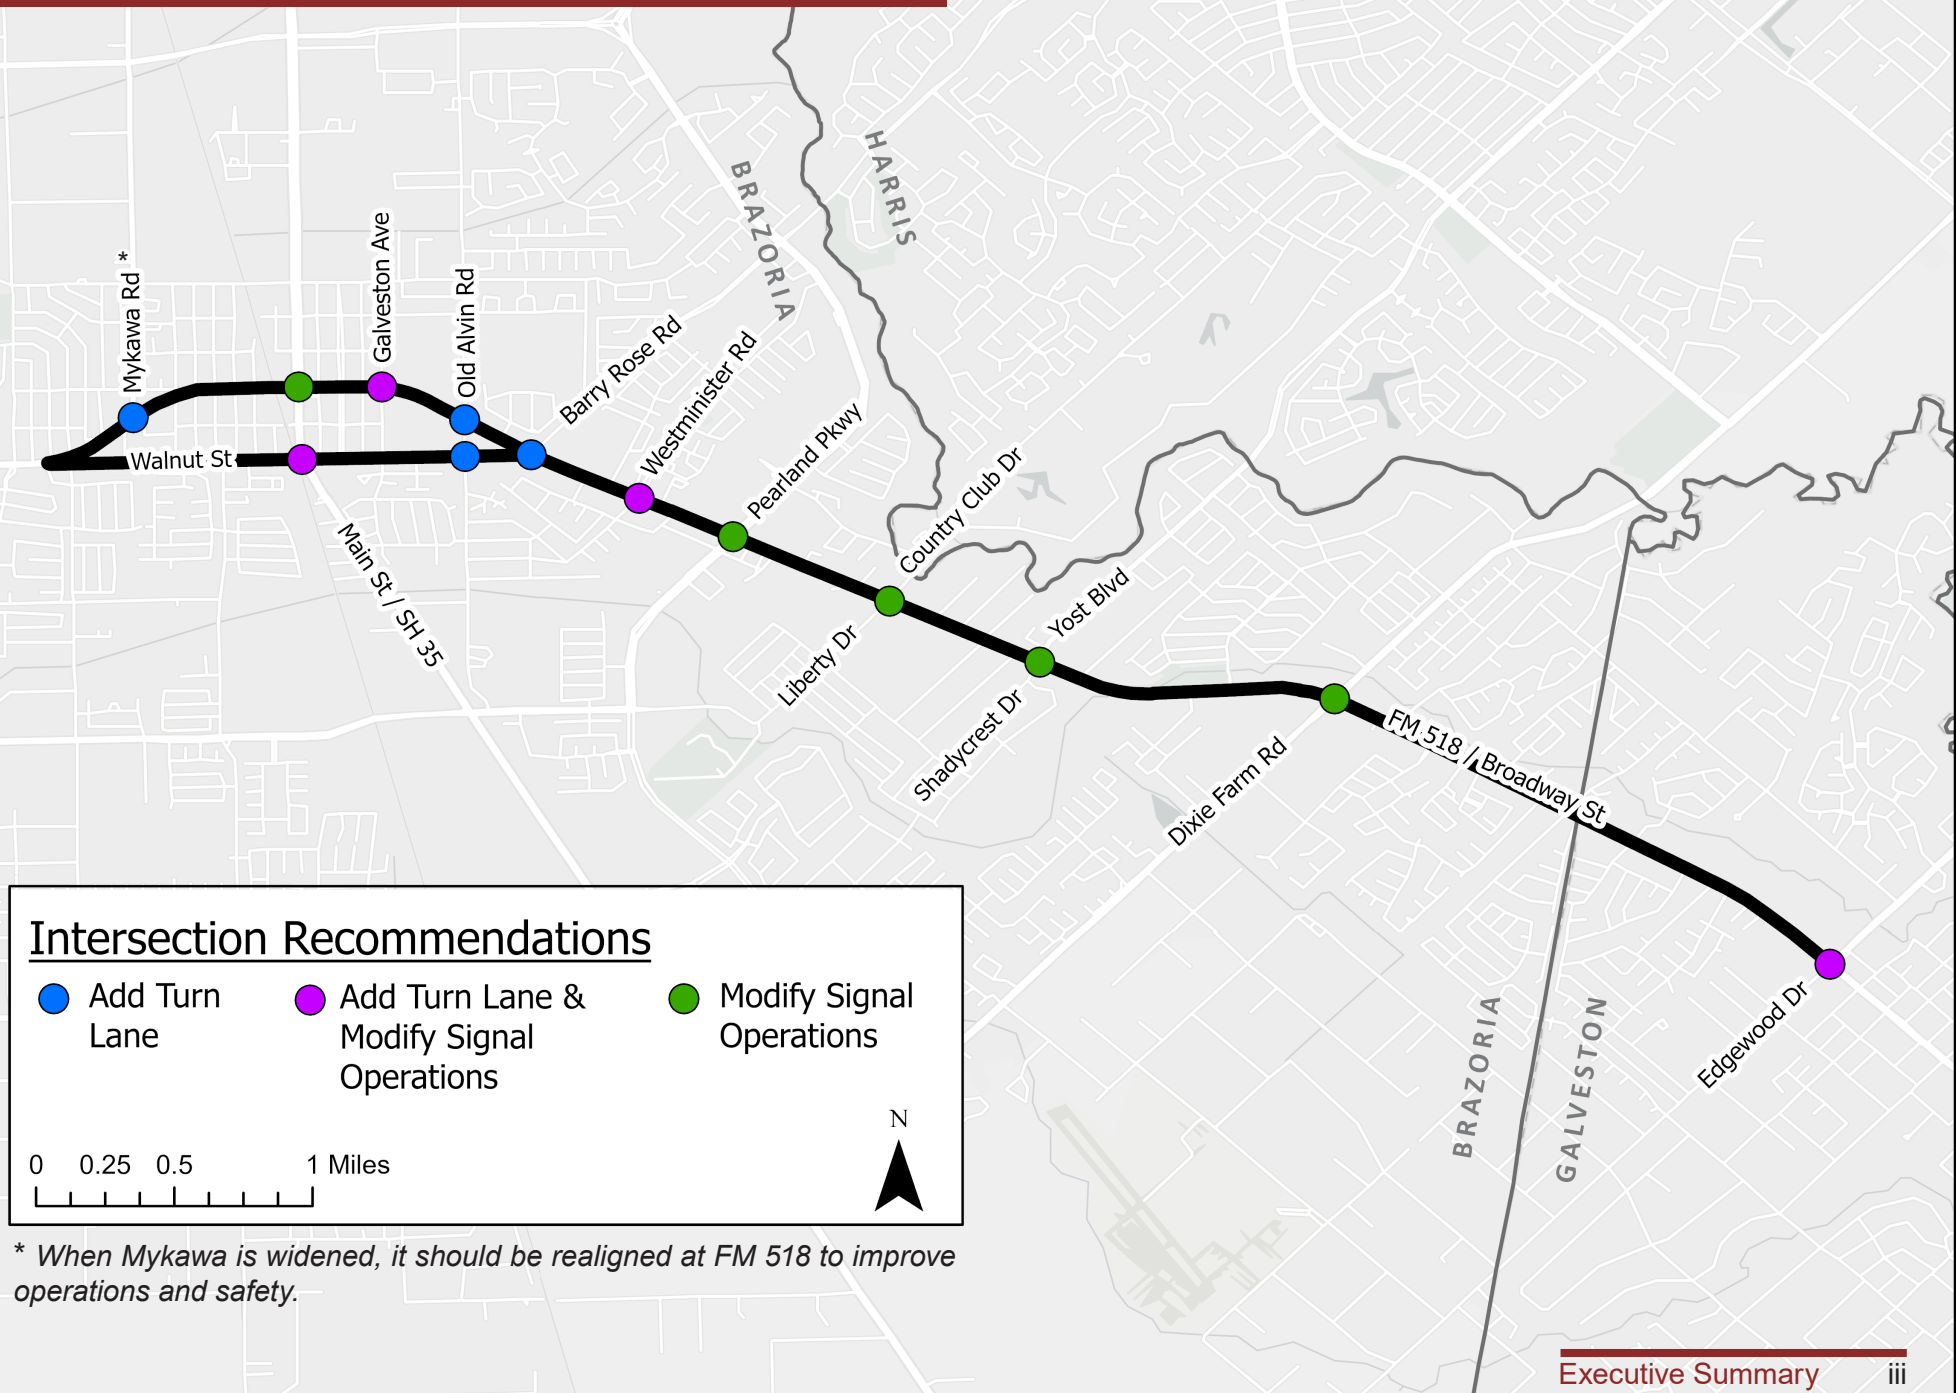 HARRIS
BRAZORIA
Mykawa Rd *
Galveston Ave
Old Alvin Rd
Barry Rose Rd
Westminister Rd
Pearland Pkwy
Country Club Dr
Walnut St
Main St / SH 35
Liberty Dr
Yost Blvd
Shadycrest Dr
Dixie Farm Rd
FM 518 / Broadway St
Edgewood Dr
BRAZORIA
GALVESTON
Intersection Recommendations
Add Turn
Lane
Add Turn Lane &
Modify Signal
Operations
Modify Signal
Operations
N
0 0.25 0.5 1 Miles
* When Mykawa is widened, it should be realigned at FM 518 to improve
operations and safety.
Executive Summary iii